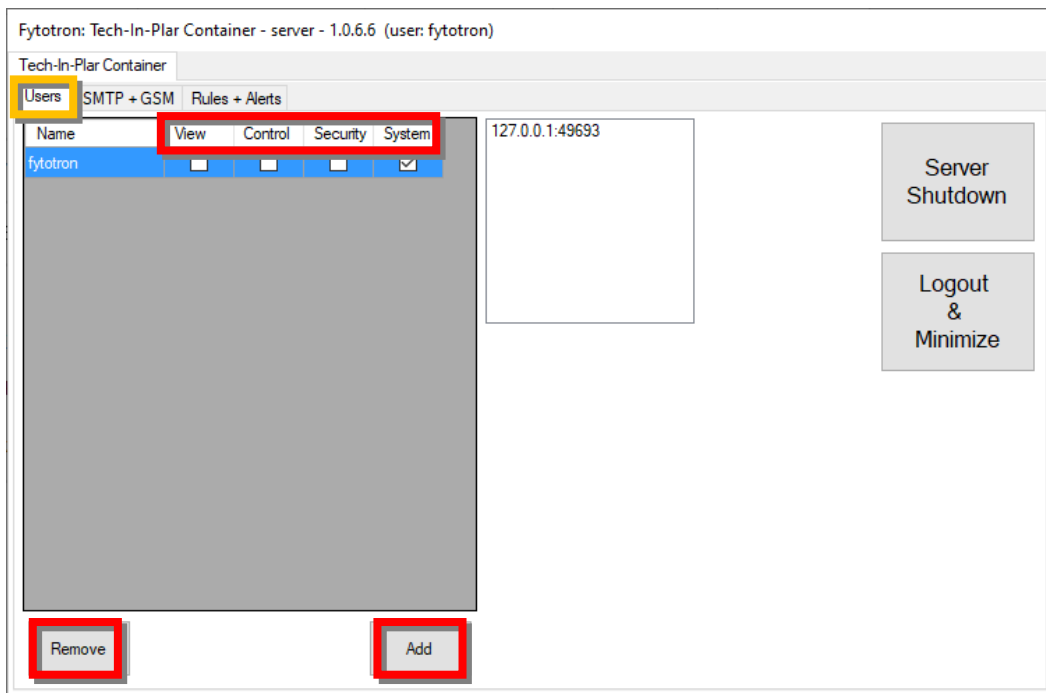 Fytotron: Tech-In-Plar Container - server - 1.0.6.6 (user: fytotron)
Tech-In-Plar Container
Users SMTP + GSM Rules + Alerts
Name View Control Security System
fytotron
127.0.0.1:49693
Server
Shutdown
Logout
&
Minimize
Remove Add